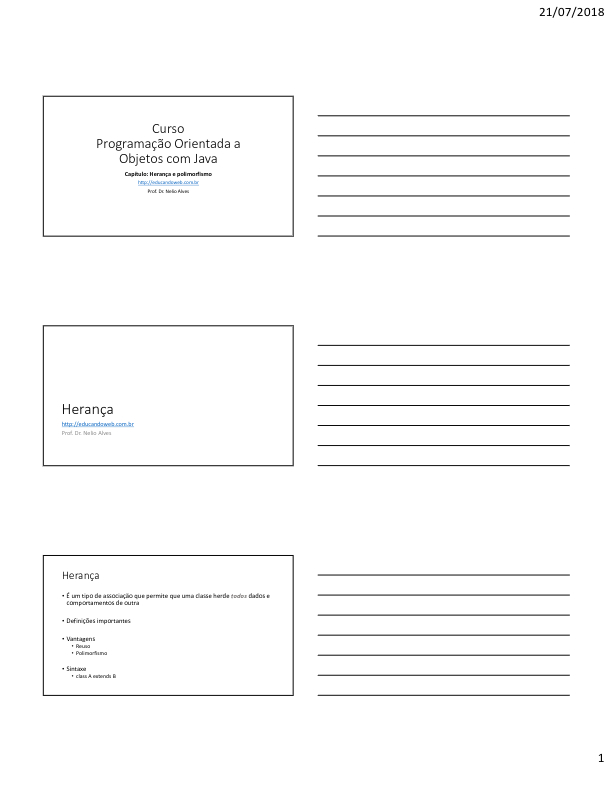 21/07/2018
Curso
Programação Orientada a
Objetos com Java
Capítulo: Herança e polimorfismo
http://educandoweb.com.br
Prof. Dr. Nelio Alves
Herança
http://educandoweb.com.br
Prof. Dr. Nelio Alves
Herança
• É um tipo de associação que permite que uma classe herde todos dados e
comportamentos de outra
• Definições importantes
• Vantagens
• Reuso
• Polimorfismo
• Sintaxe
• class A extends B
1